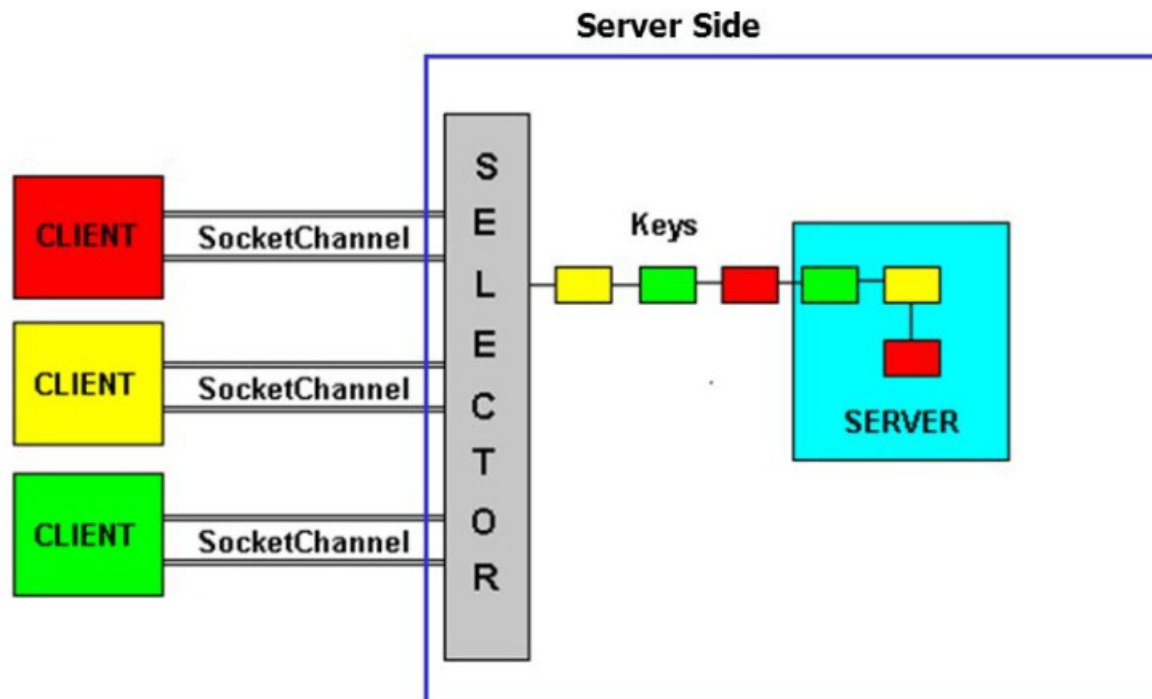 Server Side
CLIENT
SocketChannel
CLIENT
SocketChannel
CLIENT
SocketChannel
S
E
L
E
C
T
O
R
Keys
SERVER